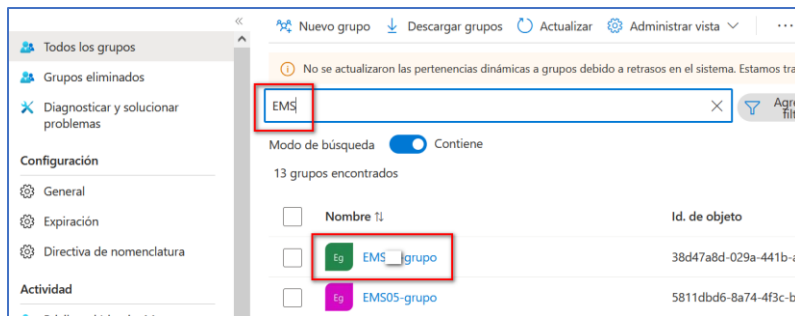 «
Nuevo grupo Descargar grupos Actualizar Administrar vista ...
Todos los grupos
Grupos eliminados
No se actualizaron las pertenencias dinámicas a grupos debido a retrasos en el sistema. Estamos tra
Diagnosticar y solucionar
problemas
EMS
Agre
filt
Modo de búsqueda Contiene
Configuración
13 grupos encontrados
General
Nombre Id. de objeto
Expiración
Directiva de nomenclatura
Eg EMS grupo 38d47a8d-029a-441b-a
Actividad
Eg EMS05-grupo 5811dbd6-8a74-4f3c-b